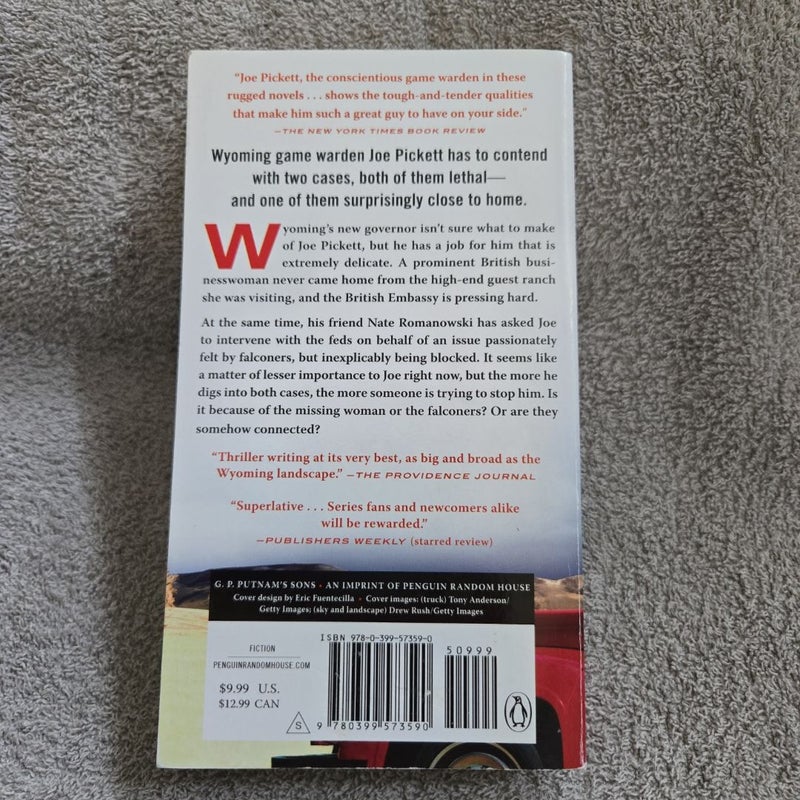 “Joe Pickett, the conscientious game warden in these
rugged novels . . . shows the tough-and-tender qualities
that make him such a great guy to have on your side.”
—THE NEW YORK TIMES BOOK REVIEW
Wyoming game warden Joe Pickett has to contend
with two cases, both of them lethal—
and one of them surprisingly close to home.
Wyoming’s new governor isn’t sure what to make
of Joe Pickett, but he has a job for him that is
extremely delicate. A prominent British busi-
nesswoman never came home from the high-end guest ranch
she was visiting, and the British Embassy is pressing hard.
At the same time, his friend Nate Romanowski has asked Joe
to intervene with the feds on behalf of an issue passionately
felt by falconers, but inexplicably being blocked. It seems like
a matter of lesser importance to Joe right now, but the more he
digs into both cases, the more someone is trying to stop him. Is
it because of the missing woman or the falconers? Or are they
somehow connected?
“Thriller writing at its very best, as big and broad as the
Wyoming landscape.” —THE PROVIDENCE JOURNAL
“Superlative . . . Series fans and newcomers alike
will be rewarded.”
—PUBLISHERS WEEKLY (starred review)
G. P. PUTNAM’S SONS • AN IMPRINT OF PENGUIN RANDOM HOUSE
Cover design by Eric Fuentecilla • Cover images: (truck) Tony Anderson/
Getty Images; (sky and landscape) Drew Rush/Getty Images
FICTION
PENGUINRANDOMHOUSE.COM
$9.99 U.S.
$12.99 CAN
S
ISBN 978-0-399-57359-0
50999
9 780399 573590